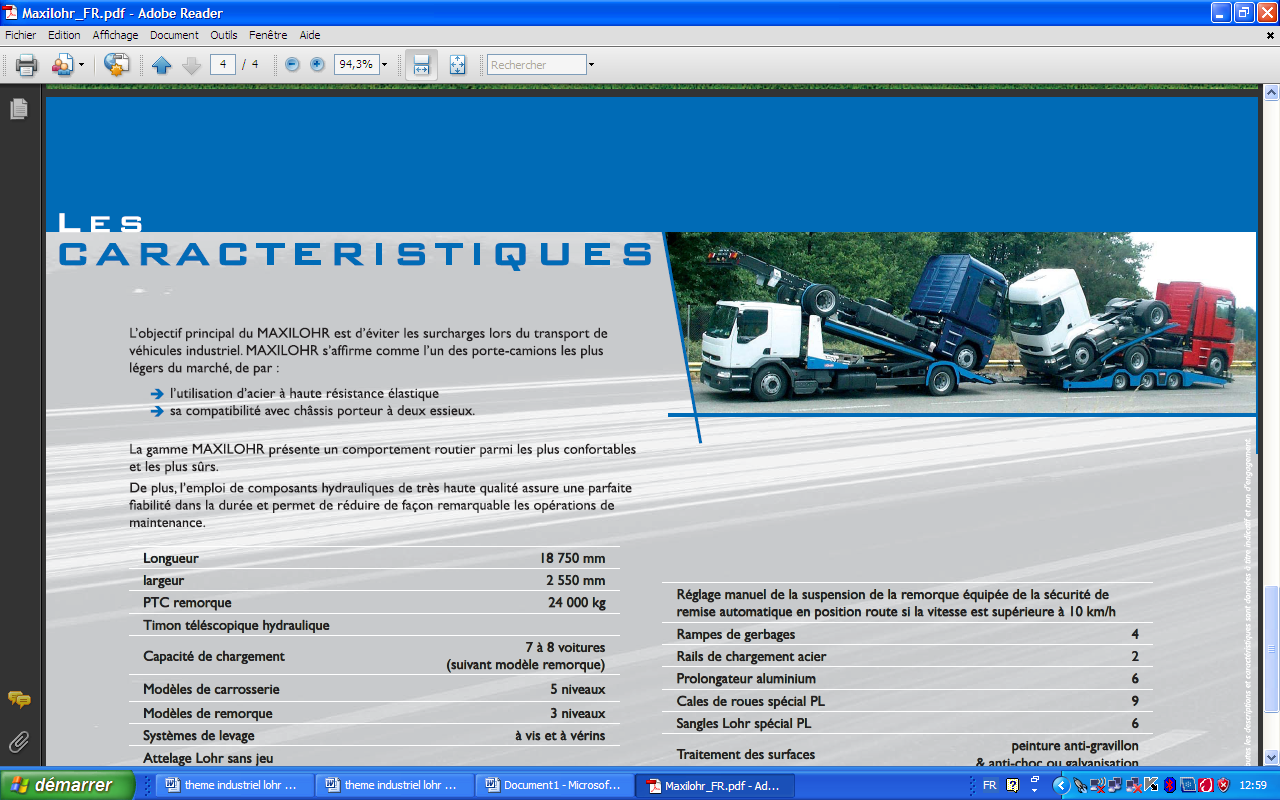 Maxilohr_FR.pdf - Adobe Reader
Fichier Edition Affichage Document Outils Fenêtre Aide
4 / 4 94,3% Rechercher
LES
CARACTERISTIQUES
L'objectif principal du MAXILOHR est d'éviter les surcharges lors du transport de
véhicules industriel. MAXILOHR s'affirme comme l'un des porte-camions les plus
légers du marché, de par :
l'utilisation d'acier à haute résistance élastique
sa compatibilité avec châssis porteur à deux essieux.
La gamme MAXILOHR présente un comportement routier parmi les plus confortables
et les plus sûrs.
De plus, l'emploi de composants hydrauliques de très haute qualité assure une parfaite
fiabilité dans la durée et permet de réduire de façon remarquable les opérations de
maintenance.
Longueur 18 750 mm
largeur 2 550 mm
PTC remorque 24 000 kg
Timon téléscopique hydraulique
Capacité de chargement 7 à 8 voitures
(suivant modèle remorque)
Modèles de carrosserie 5 niveaux
Modèles de remorque 3 niveaux
Systèmes de levage à vis et à vérins
Attelage Lohr sans jeu
Réglage manuel de la suspension de la remorque équipée de la sécurité de
remise automatique en position route si la vitesse est supérieure à 10 km/h
Rampes de gerbages 4
Rails de chargement acier 2
Prolongateur aluminium 6
Cales de roues spécial PL 9
Sangles Lohr spécial PL 6
Traitement des surfaces peinture anti-gravillon
& anti-choc ou galvanisation
les descriptions et caractéristiques sont données à titre indicatif et non d'engagement.
démarrer
theme industriel lohr ...
theme industriel lohr ...
Document1 - Microsof...
Maxilohr_FR.pdf - Ad...
FR
12:59